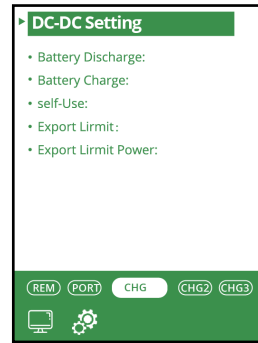 DC-DC Setting
• Battery Discharge:
• Battery Charge:
• self-Use:
• Export Lirmit：
• Export Lirmit Power:
REM PORT CHG CHG2 CHG3